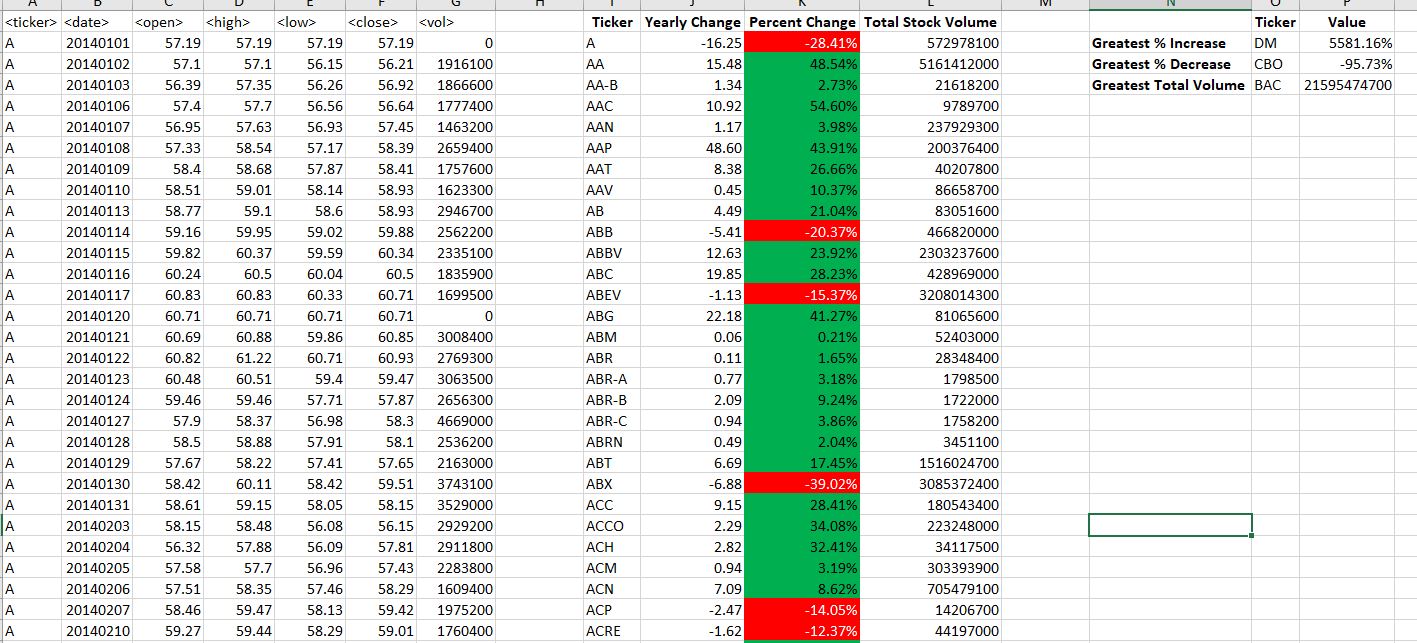 A B C D E F G H I J K L M N O P
<ticker> <date> <open> <high> <low> <close> <vol> Ticker Yearly Change Percent Change Total Stock Volume Ticker Value
A 20140101 57.19 57.19 57.19 57.19 0 A -16.25 -28.41% 572978100 Greatest % Increase DM 5581.16%
A 20140102 57.1 57.1 56.15 56.21 1916100 AA 15.48 48.54% 5161412000 Greatest % Decrease CBO -95.73%
A 20140103 56.39 57.35 56.26 56.92 1866600 AA-B 1.34 2.73% 21618200 Greatest Total Volume BAC 21595474700
A 20140106 57.4 57.7 56.56 56.64 1777400 AAC 10.92 54.60% 9789700
A 20140107 56.95 57.63 56.93 57.45 1463200 AAN 1.17 3.98% 237929300
A 20140108 57.33 58.54 57.17 58.39 2659400 AAP 48.60 43.91% 200376400
A 20140109 58.4 58.68 57.87 58.41 1757600 AAT 8.38 26.66% 40207800
A 20140110 58.51 59.01 58.14 58.93 1623300 AAV 0.45 10.37% 86658700
A 20140113 58.77 59.1 58.6 58.93 2946700 AB 4.49 21.04% 83051600
A 20140114 59.16 59.95 59.02 59.88 2562200 ABB -5.41 -20.37% 466820000
A 20140115 59.82 60.37 59.59 60.34 2335100 ABBV 12.63 23.92% 2303237600
A 20140116 60.24 60.5 60.04 60.5 1835900 ABC 19.85 28.23% 428969000
A 20140117 60.83 60.83 60.33 60.71 1699500 ABEV -1.13 -15.37% 3208014300
A 20140120 60.71 60.71 60.71 60.71 0 ABG 22.18 41.27% 81065600
A 20140121 60.69 60.88 59.86 60.85 3008400 ABM 0.06 0.21% 52403000
A 20140122 60.82 61.22 60.71 60.93 2769300 ABR 0.11 1.65% 28348400
A 20140123 60.48 60.51 59.4 59.47 3063500 ABR-A 0.77 3.18% 1798500
A 20140124 59.46 59.46 57.71 57.87 2656300 ABR-B 2.09 9.24% 1722000
A 20140127 57.9 58.37 56.98 58.3 4669000 ABR-C 0.94 3.86% 1758200
A 20140128 58.5 58.88 57.91 58.1 2536200 ABRN 0.49 2.04% 3451100
A 20140129 57.67 58.22 57.41 57.65 2163000 ABT 6.69 17.45% 1516024700
A 20140130 58.42 60.11 58.42 59.51 3743100 ABX -6.88 -39.02% 3085372400
A 20140131 58.61 59.15 58.05 58.15 3529000 ACC 9.15 28.41% 180543400
A 20140203 58.15 58.48 56.08 56.15 2929200 ACCO 2.29 34.08% 223248000
A 20140204 56.32 57.88 56.09 57.81 2911800 ACH 2.82 32.41% 34117500
A 20140205 57.58 57.7 56.96 57.43 2283800 ACM 0.94 3.19% 303393900
A 20140206 57.51 58.35 57.46 58.29 1609400 ACN 7.09 8.62% 705479100
A 20140207 58.46 59.47 58.13 59.42 1975200 ACP -2.47 -14.05% 14206700
A 20140210 59.27 59.44 58.29 59.01 1760400 ACRE -1.62 -12.37% 44197000